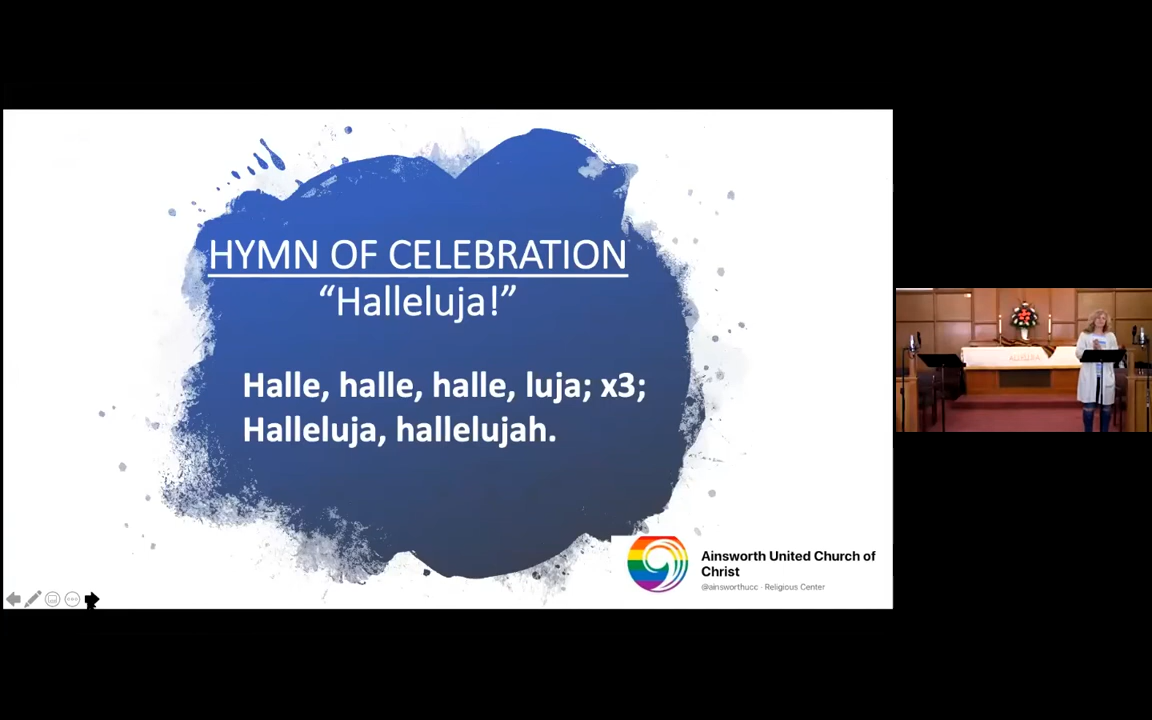 HYMN OF CELEBRATION
“Halleluja!”
Halle, halle, halle, luja; x3;
Halleluja, hallelujah.
Ainsworth United Church of
Christ
@ainsworthucc · Religious Center